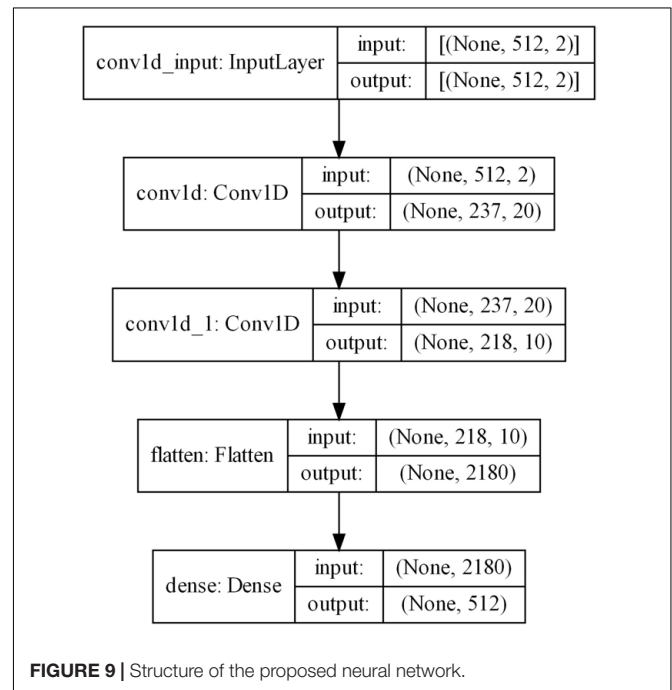 conv1d_input: InputLayer
input: [(None, 512, 2)]
output: [(None, 512, 2)]
conv1d: Conv1D
input: (None, 512, 2)
output: (None, 237, 20)
conv1d_1: Conv1D
input: (None, 237, 20)
output: (None, 218, 10)
flatten: Flatten
input: (None, 218, 10)
output: (None, 2180)
dense: Dense
input: (None, 2180)
output: (None, 512)
FIGURE 9 | Structure of the proposed neural network.